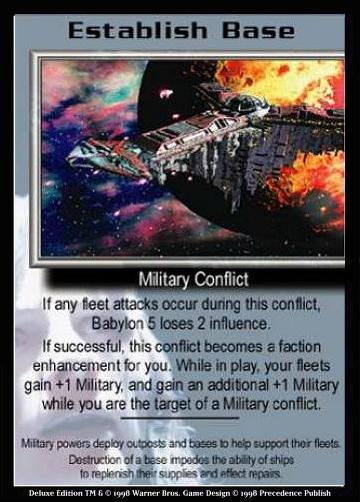 Establish Base
Military Conflict
If any fleet attacks occur during this conflict,
Babylon 5 loses 2 influence.
If successful, this conflict becomes a faction
enhancement for you. While in play, your fleets
gain +1 Military, and gain an additional +1 Military
while you are the target of a Military conflict.
Military powers deploy outposts and bases to help support their fleets.
Destruction of a base impedes the ability of ships
to replenish their supplies and effect repairs.
Deluxe Edition TM & © 1998 Warner Bros. Game Design © 1998 Precedence Publish